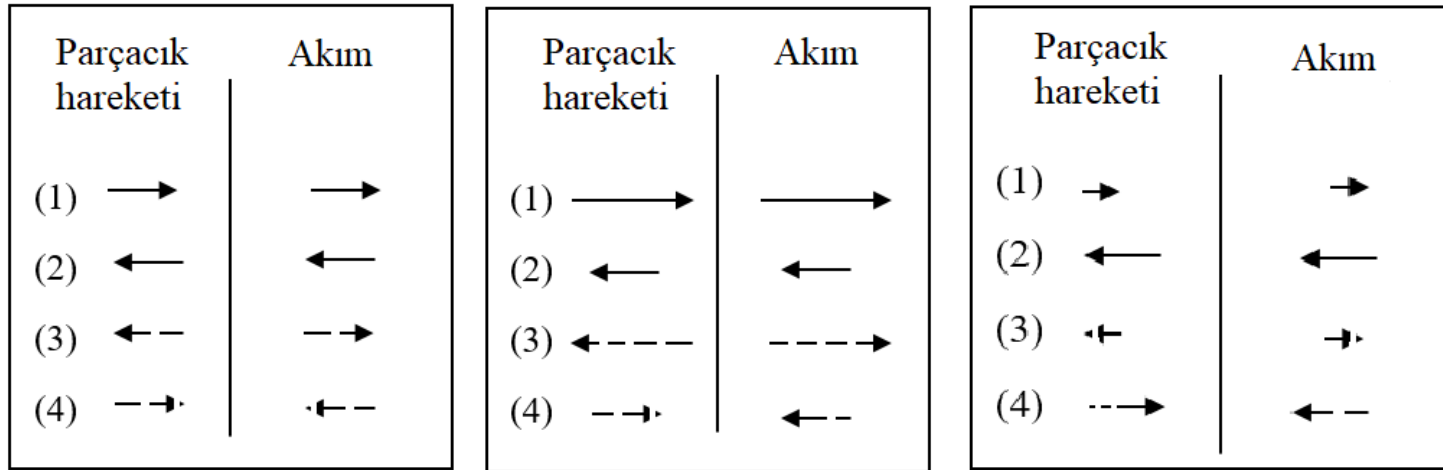 Parçacık Akım
hareketi
(1)
(2)
(3)
(4)
Parçacık Akım
hareketi
(1)
(2)
(3)
(4)
Parçacık Akım
hareketi
(1)
(2)
(3)
(4)